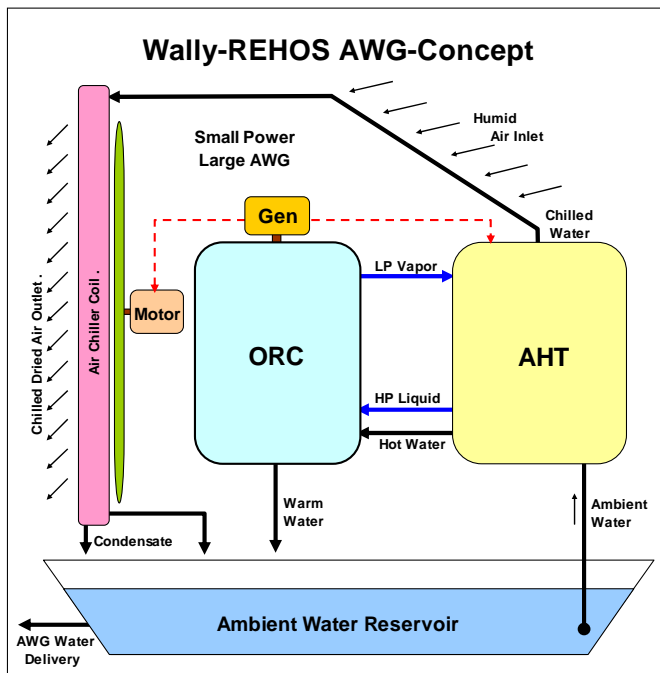 Wally-REHOS AWG-Concept
Small Power
Large AWG
Humid
Air Inlet
Chilled
Water
Gen
LP Vapor
Motor
ORC
AHT
HP Liquid
Hot Water
Chilled Dried Air Outlet .
Air Chiller Coil .
Warm
Water
Ambient
Water
Condensate
Ambient Water Reservoir
AWG Water
Delivery